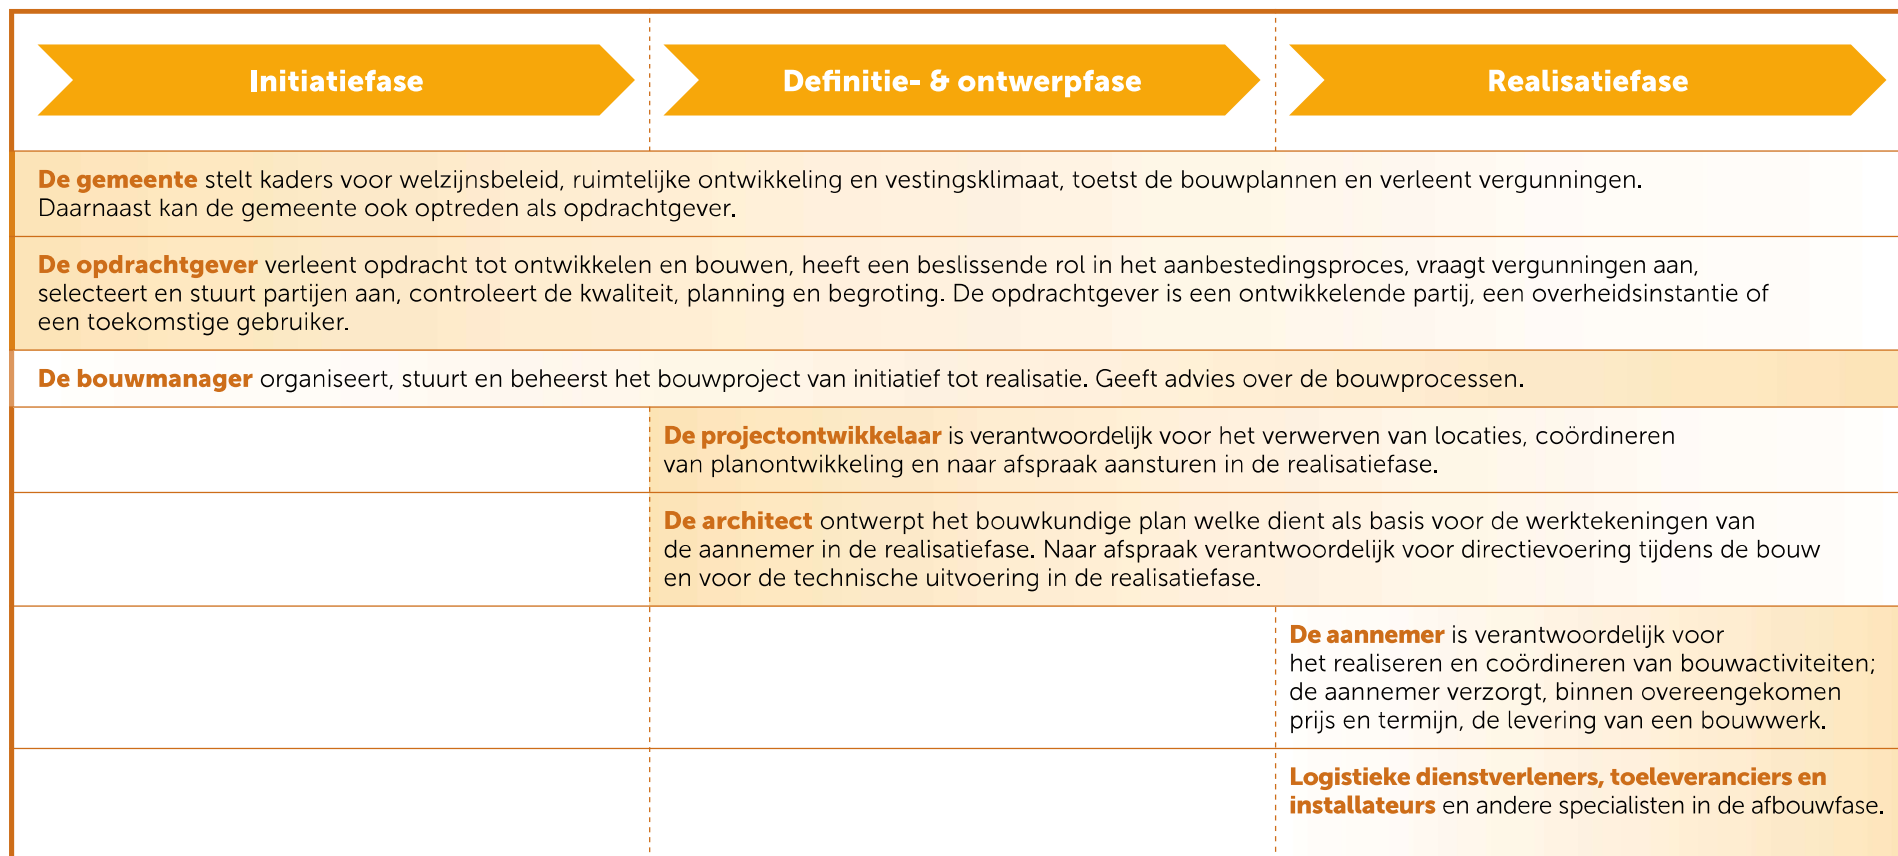 Initiatiefase
Definitie- & ontwerpfase
Realisatiefase
De gemeente stelt kaders voor welzijnsbeleid, ruimtelijke ontwikkeling en vestingsklimaat, toetst de bouwplannen en verleent vergunningen.
Daarnaast kan de gemeente ook optreden als opdrachtgever.
De opdrachtgever verleent opdracht tot ontwikkelen en bouwen, heeft een beslissende rol in het aanbestedingsproces, vraagt vergunningen aan,
selecteert en stuurt partijen aan, controleert de kwaliteit, planning en begroting. De opdrachtgever is een ontwikkelende partij, een overheidsinstantie of
een toekomstige gebruiker.
De bouwmanager organiseert, stuurt en beheerst het bouwproject van initiatief tot realisatie. Geeft advies over de bouwprocessen.
De projectontwikkelaar is verantwoordelijk voor het verwerven van locaties, coördineren
van planontwikkeling en naar afspraak aansturen in de realisatiefase.
De architect ontwerpt het bouwkundige plan welke dient als basis voor de werktekeningen van
de aannemer in de realisatiefase. Naar afspraak verantwoordelijk voor directievoering tijdens de bouw
en voor de technische uitvoering in de realisatiefase.
De aannemer is verantwoordelijk voor
het realiseren en coördineren van bouwactiviteiten;
de aannemer verzorgt, binnen overeengekomen
prijs en termijn, de levering van een bouwwerk.
Logistieke dienstverleners, toeleveranciers en
installateurs en andere specialisten in de afbouwfase.